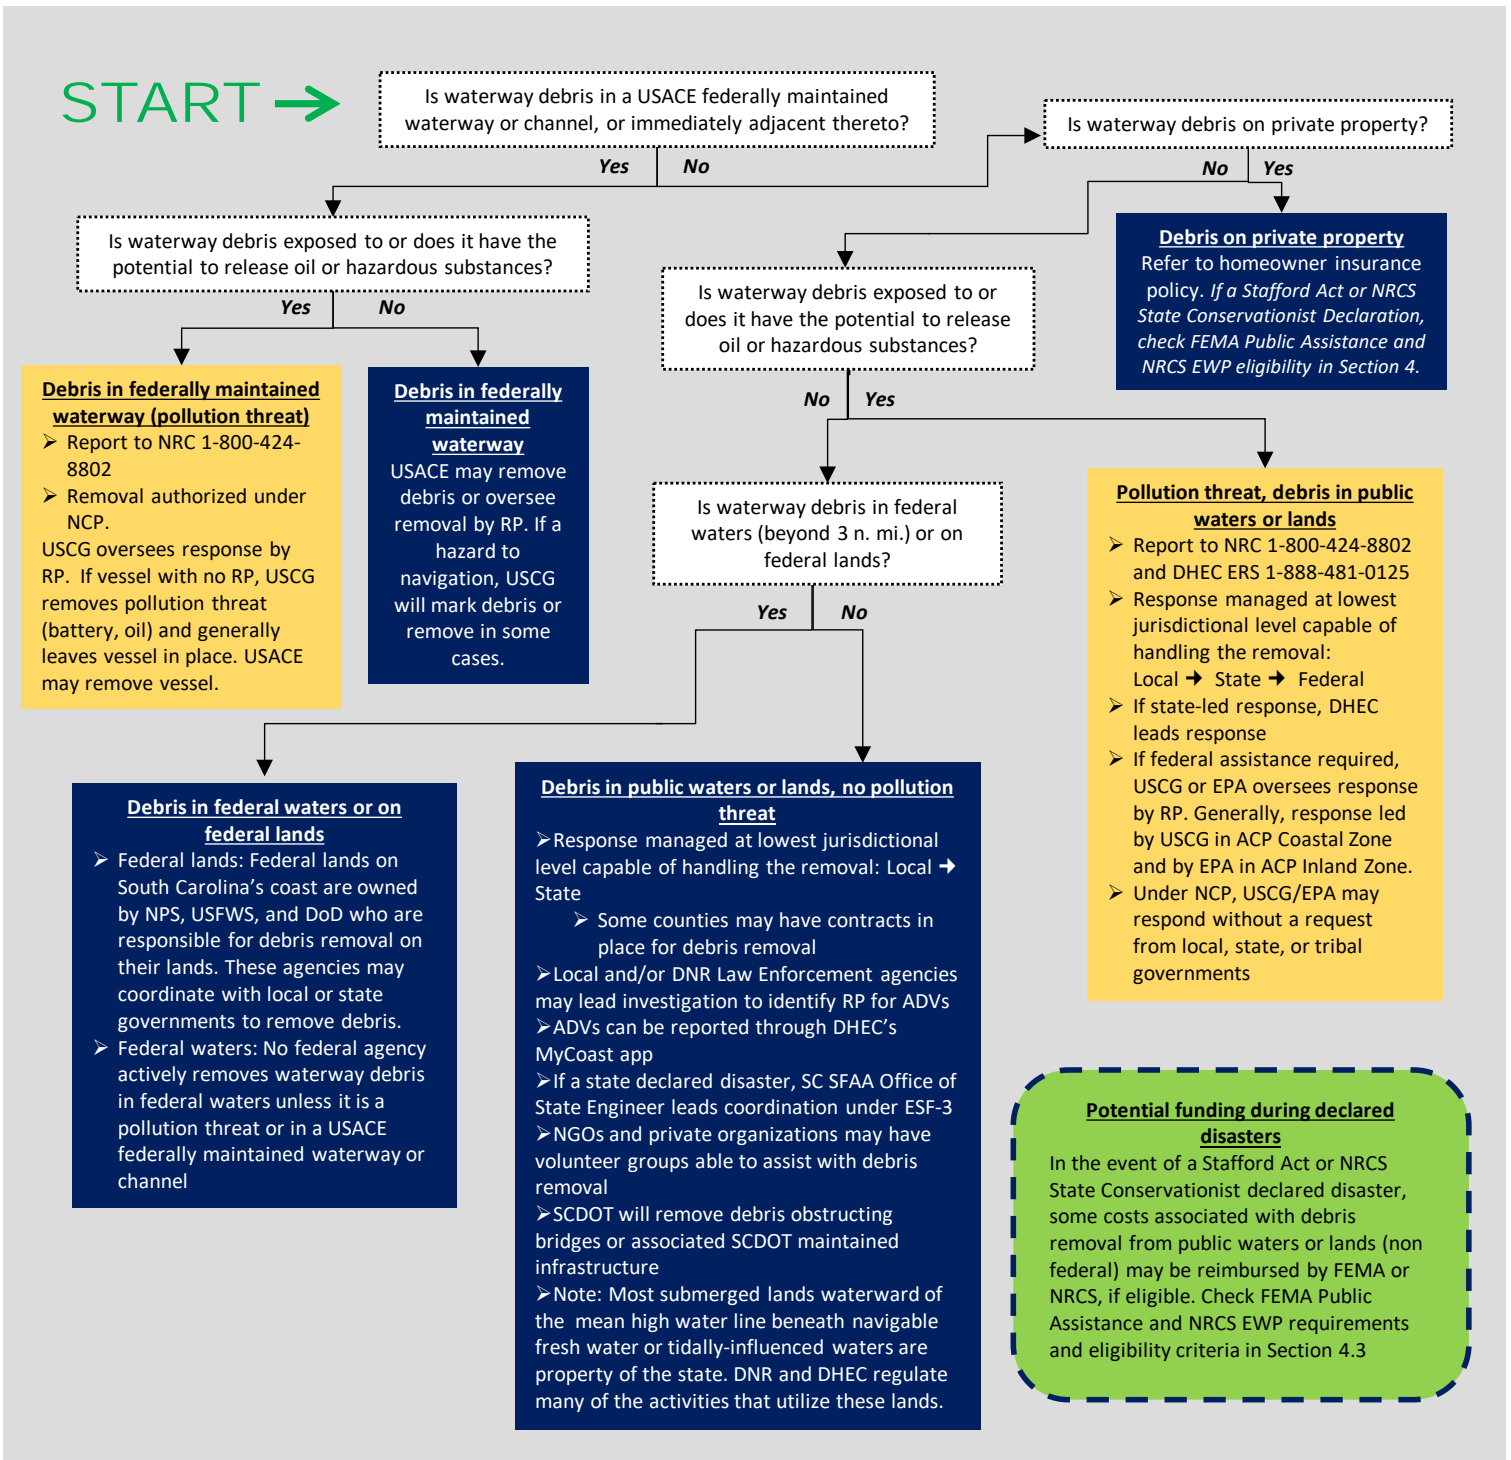 START
Is waterway debris in a USACE federally maintained
waterway or channel, or immediately adjacent thereto?
Yes
No
Is waterway debris on private property?
No
Yes
Is waterway debris exposed to or does it have the
potential to release oil or hazardous substances?
Yes
No
Debris on private property
Refer to homeowner insurance
policy. If a Stafford Act or NRCS
State Conservationist Declaration,
check FEMA Public Assistance and
NRCS EWP eligibility in Section 4.
Is waterway debris exposed to or
does it have the potential to release
oil or hazardous substances?
No
Yes
Debris in federally maintained
waterway (pollution threat)
➢ Report to NRC 1-800-424-
8802
➢ Removal authorized under
NCP.
USCG oversees response by
RP. If vessel with no RP, USCG
removes pollution threat
(battery, oil) and generally
leaves vessel in place. USACE
may remove vessel.
Debris in federally
maintained
waterway
USACE may remove
debris or oversee
removal by RP. If a
hazard to
navigation, USCG
will mark debris or
remove in some
cases.
Is waterway debris in federal
waters (beyond 3 n. mi.) or on
federal lands?
Yes
No
Pollution threat, debris in public
waters or lands
➢ Report to NRC 1-800-424-8802
and DHEC ERS 1-888-481-0125
➢ Response managed at lowest
jurisdictional level capable of
handling the removal:
Local → State → Federal
➢ If state-led response, DHEC
leads response
➢ If federal assistance required,
USCG or EPA oversees response
by RP. Generally, response led
by USCG in ACP Coastal Zone
and by EPA in ACP Inland Zone.
➢ Under NCP, USCG/EPA may
respond without a request
from local, state, or tribal
governments
Debris in federal waters or on
federal lands
➢ Federal lands: Federal lands on
South Carolina's coast are owned
by NPS, USFWS, and DoD who are
responsible for debris removal on
their lands. These agencies may
coordinate with local or state
governments to remove debris.
➢ Federal waters: No federal agency
actively removes waterway debris
in federal waters unless it is a
pollution threat or in a USACE
federally maintained waterway or
channel
Debris in public waters or lands, no pollution
threat
➢Response managed at lowest jurisdictional
level capable of handling the removal: Local →
State
➢ Some counties may have contracts in
place for debris removal
➢Local and/or DNR Law Enforcement agencies
may lead investigation to identify RP for ADVs
➢ADVs can be reported through DHEC's
MyCoast app
➢If a state declared disaster, SC SFAA Office of
State Engineer leads coordination under ESF-3
➢NGOs and private organizations may have
volunteer groups able to assist with debris
removal
➢SCDOT will remove debris obstructing
bridges or associated SCDOT maintained
infrastructure
➢Note: Most submerged lands waterward of
the mean high water line beneath navigable
fresh water or tidally-influenced waters are
property of the state. DNR and DHEC regulate
many of the activities that utilize these lands.
Potential funding during declared
disasters
In the event of a Stafford Act or NRCS
State Conservationist declared disaster,
some costs associated with debris
removal from public waters or lands (non
federal) may be reimbursed by FEMA or
NRCS, if eligible. Check FEMA Public
Assistance and NRCS EWP requirements
and eligibility criteria in Section 4.3